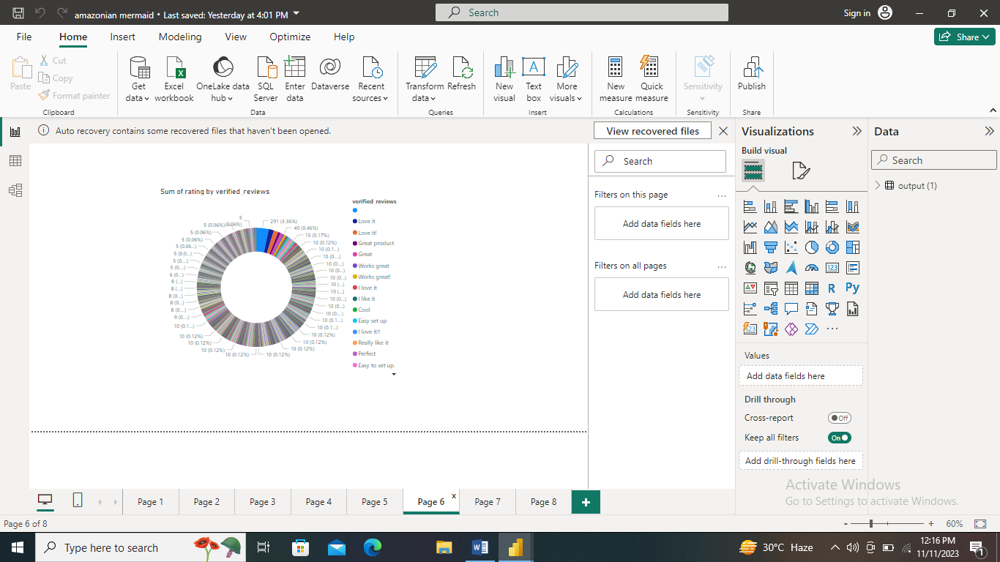 amazonian mermaid • Last saved: Yesterday at 4:01 PM
Search
Sign in
File Home Insert Modeling View Optimize Help
Share
Paste
Cut
Copy
Format painter
Clipboard
Get data
Excel workbook
OneLake data hub
SQL Server
Enter data
Dataverse
Recent sources
Data
Transform data
Refresh
Queries
New visual
Text box
More visuals
Insert
New measure
Quick measure
Calculations
Sensitivity
Sensitivity
Publish
Share
Auto recovery contains some recovered files that haven't been opened.
View recovered files
Sum of rating by verified_reviews
291 (3.36%)
40 (0.46%)
15 (0.17%)
10 (0.12%)
10 (0.1...)
10 (0....)
10 (0....)
10 (0...)
10 (0...)
10 (...)
10 (...)
10 (0...)
10 (0...)
10 (0....)
10 (0.1...)
10 (0.1...)
10 (0.12%)
10 (0.12%)
10 (0.12%)
10 (0.12%)
10 (0.12%)
10 (0.12%)
10 (0.12%)
10 (0.12%)
10 (0.1...)
9 (0....)
8 (0...)
8 (0...)
8 (...)
8 (...)
6 (0...)
5 (0....)
5 (0....)
5 (0.0...)
5 (0.06...)
5 (0.06%)
5 (0.06%)
5 (0.06%)
5 (0.06%)
verified_reviews
Love it
Love it!
Great product
Great
Works great
Works great!
I love it
I like it
Cool
Easy set up
I love it!!
Really like it
Perfect
Easy to set up.
Search
Filters on this page ...
Add data fields here
Filters on all pages ...
Add data fields here
Visualizations
Build visual
123
R
Py
123
...
Values
Add data fields here
Drill through
Cross-report Off
Keep all filters On
Add drill-through fields here
Data
Search
output (1)
Activate Windows
Go to Settings to activate Windows.
Page 1 Page 2 Page 3 Page 4 Page 5 Page 6 x Page 7 Page 8 +
Page 6 of 8
- + 60%
Type here to search
30°C Haze
12:16 PM
11/11/2023
1